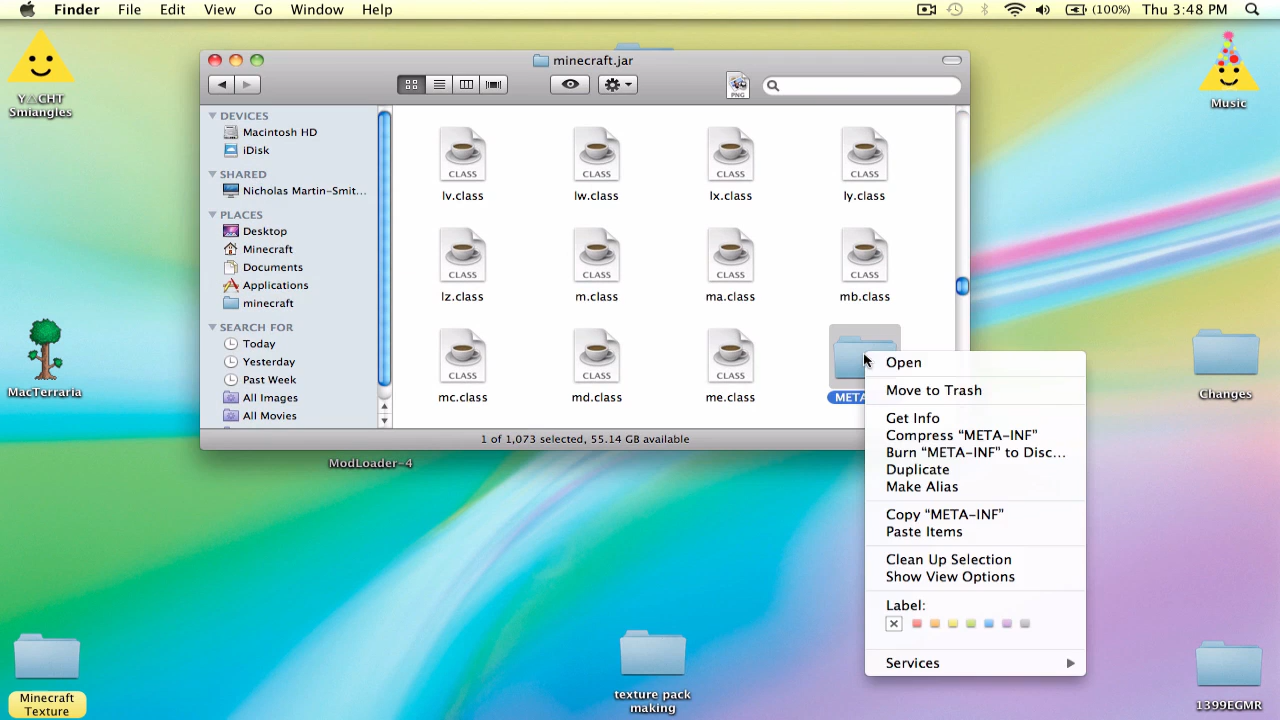 Finder File Edit View Go Window Help (100%) Thu 3:48 PM
minecraft.jar
PNG
Y△CHT
Smiangles
Music
MacTerraria
Changes
DEVICES
Macintosh HD
iDisk
SHARED
Nicholas Martin-Smit...
PLACES
Desktop
Minecraft
Documents
Applications
minecraft
SEARCH FOR
Today
Yesterday
Past Week
All Images
All Movies
CLASS CLASS CLASS CLASS
lv.class lw.class lx.class ly.class
CLASS CLASS CLASS CLASS
lz.class m.class ma.class mb.class
CLASS CLASS CLASS
mc.class md.class me.class META
1 of 1,073 selected, 55.14 GB available
ModLoader-4
Open
Move to Trash
Get Info
Compress “META-INF”
Burn “META-INF” to Disc...
Duplicate
Make Alias
Copy “META-INF”
Paste Items
Clean Up Selection
Show View Options
Label:
Services
Minecraft
Texture
texture pack
making
1399EGMR